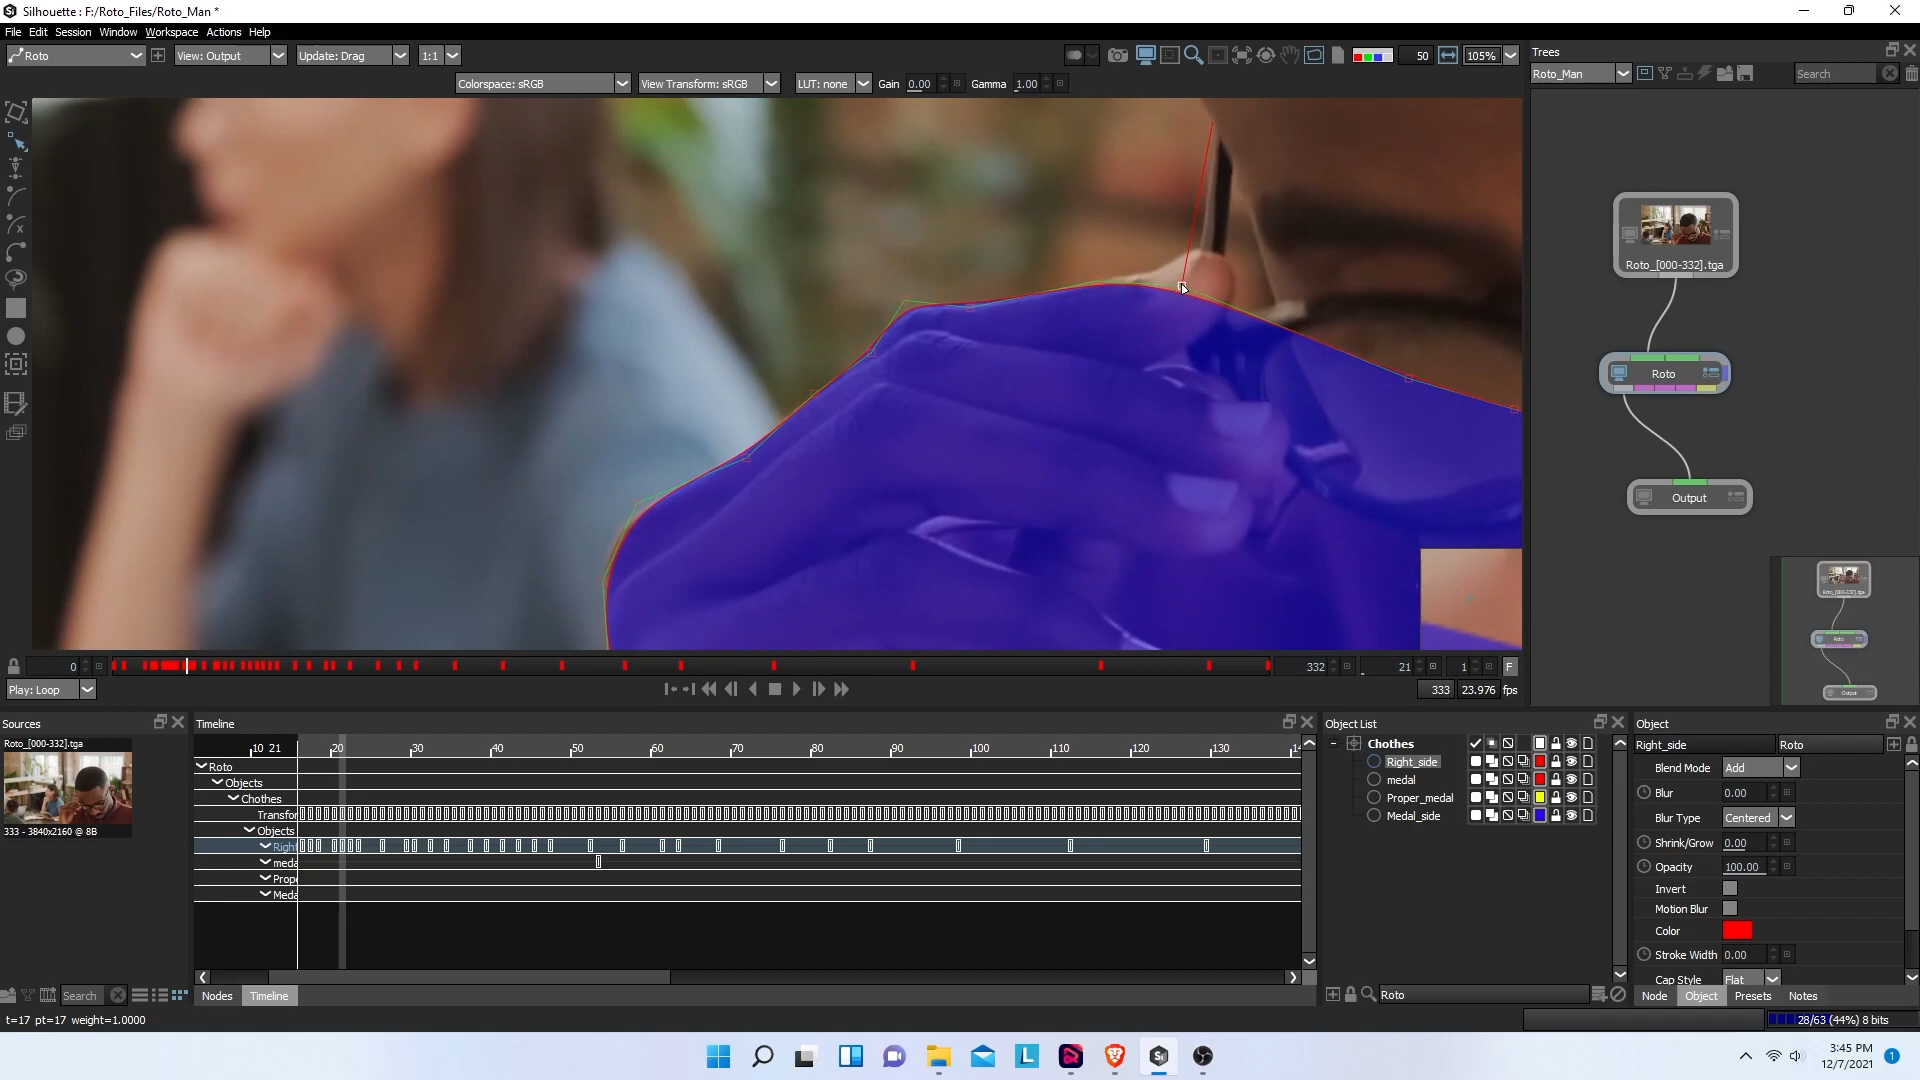 Silhouette : F:/Roto_Files/Roto_Man *
File Edit Session Window Workspace Actions Help
Roto View: Output Update: Drag 1:1 50 105%
Colorspace: sRGB View Transform: sRGB LUT: none Gain 0.00 Gamma 1.00
Trees
Roto_Man Search
Roto_[000-332].tga
Roto
Output
0 332 21 1 F
Play: Loop 333 23.976 fps
Sources
Roto_[000-332].tga
333 - 3840x2160 @ 8B
Search
Timeline
10 21 20 30 40 50 60 70 80 90 100 110 120 130
Roto
Objects
Chothes
Transfor
Objects
Right
meda
Prop
Meda
Nodes Timeline
Object List
Chothes
Right_side
medal
Proper_medal
Medal_side
Roto
Object
Right_side Roto
Blend Mode Add
Blur 0.00
Blur Type Centered
Shrink/Grow 0.00
Opacity 100.00
Invert
Motion Blur
Color
Stroke Width 0.00
Cap Style Flat
Node Object Presets Notes
t=17 pt=17 weight=1.0000
28/63 (44%) 8 bits
3:45 PM
12/7/2021
1